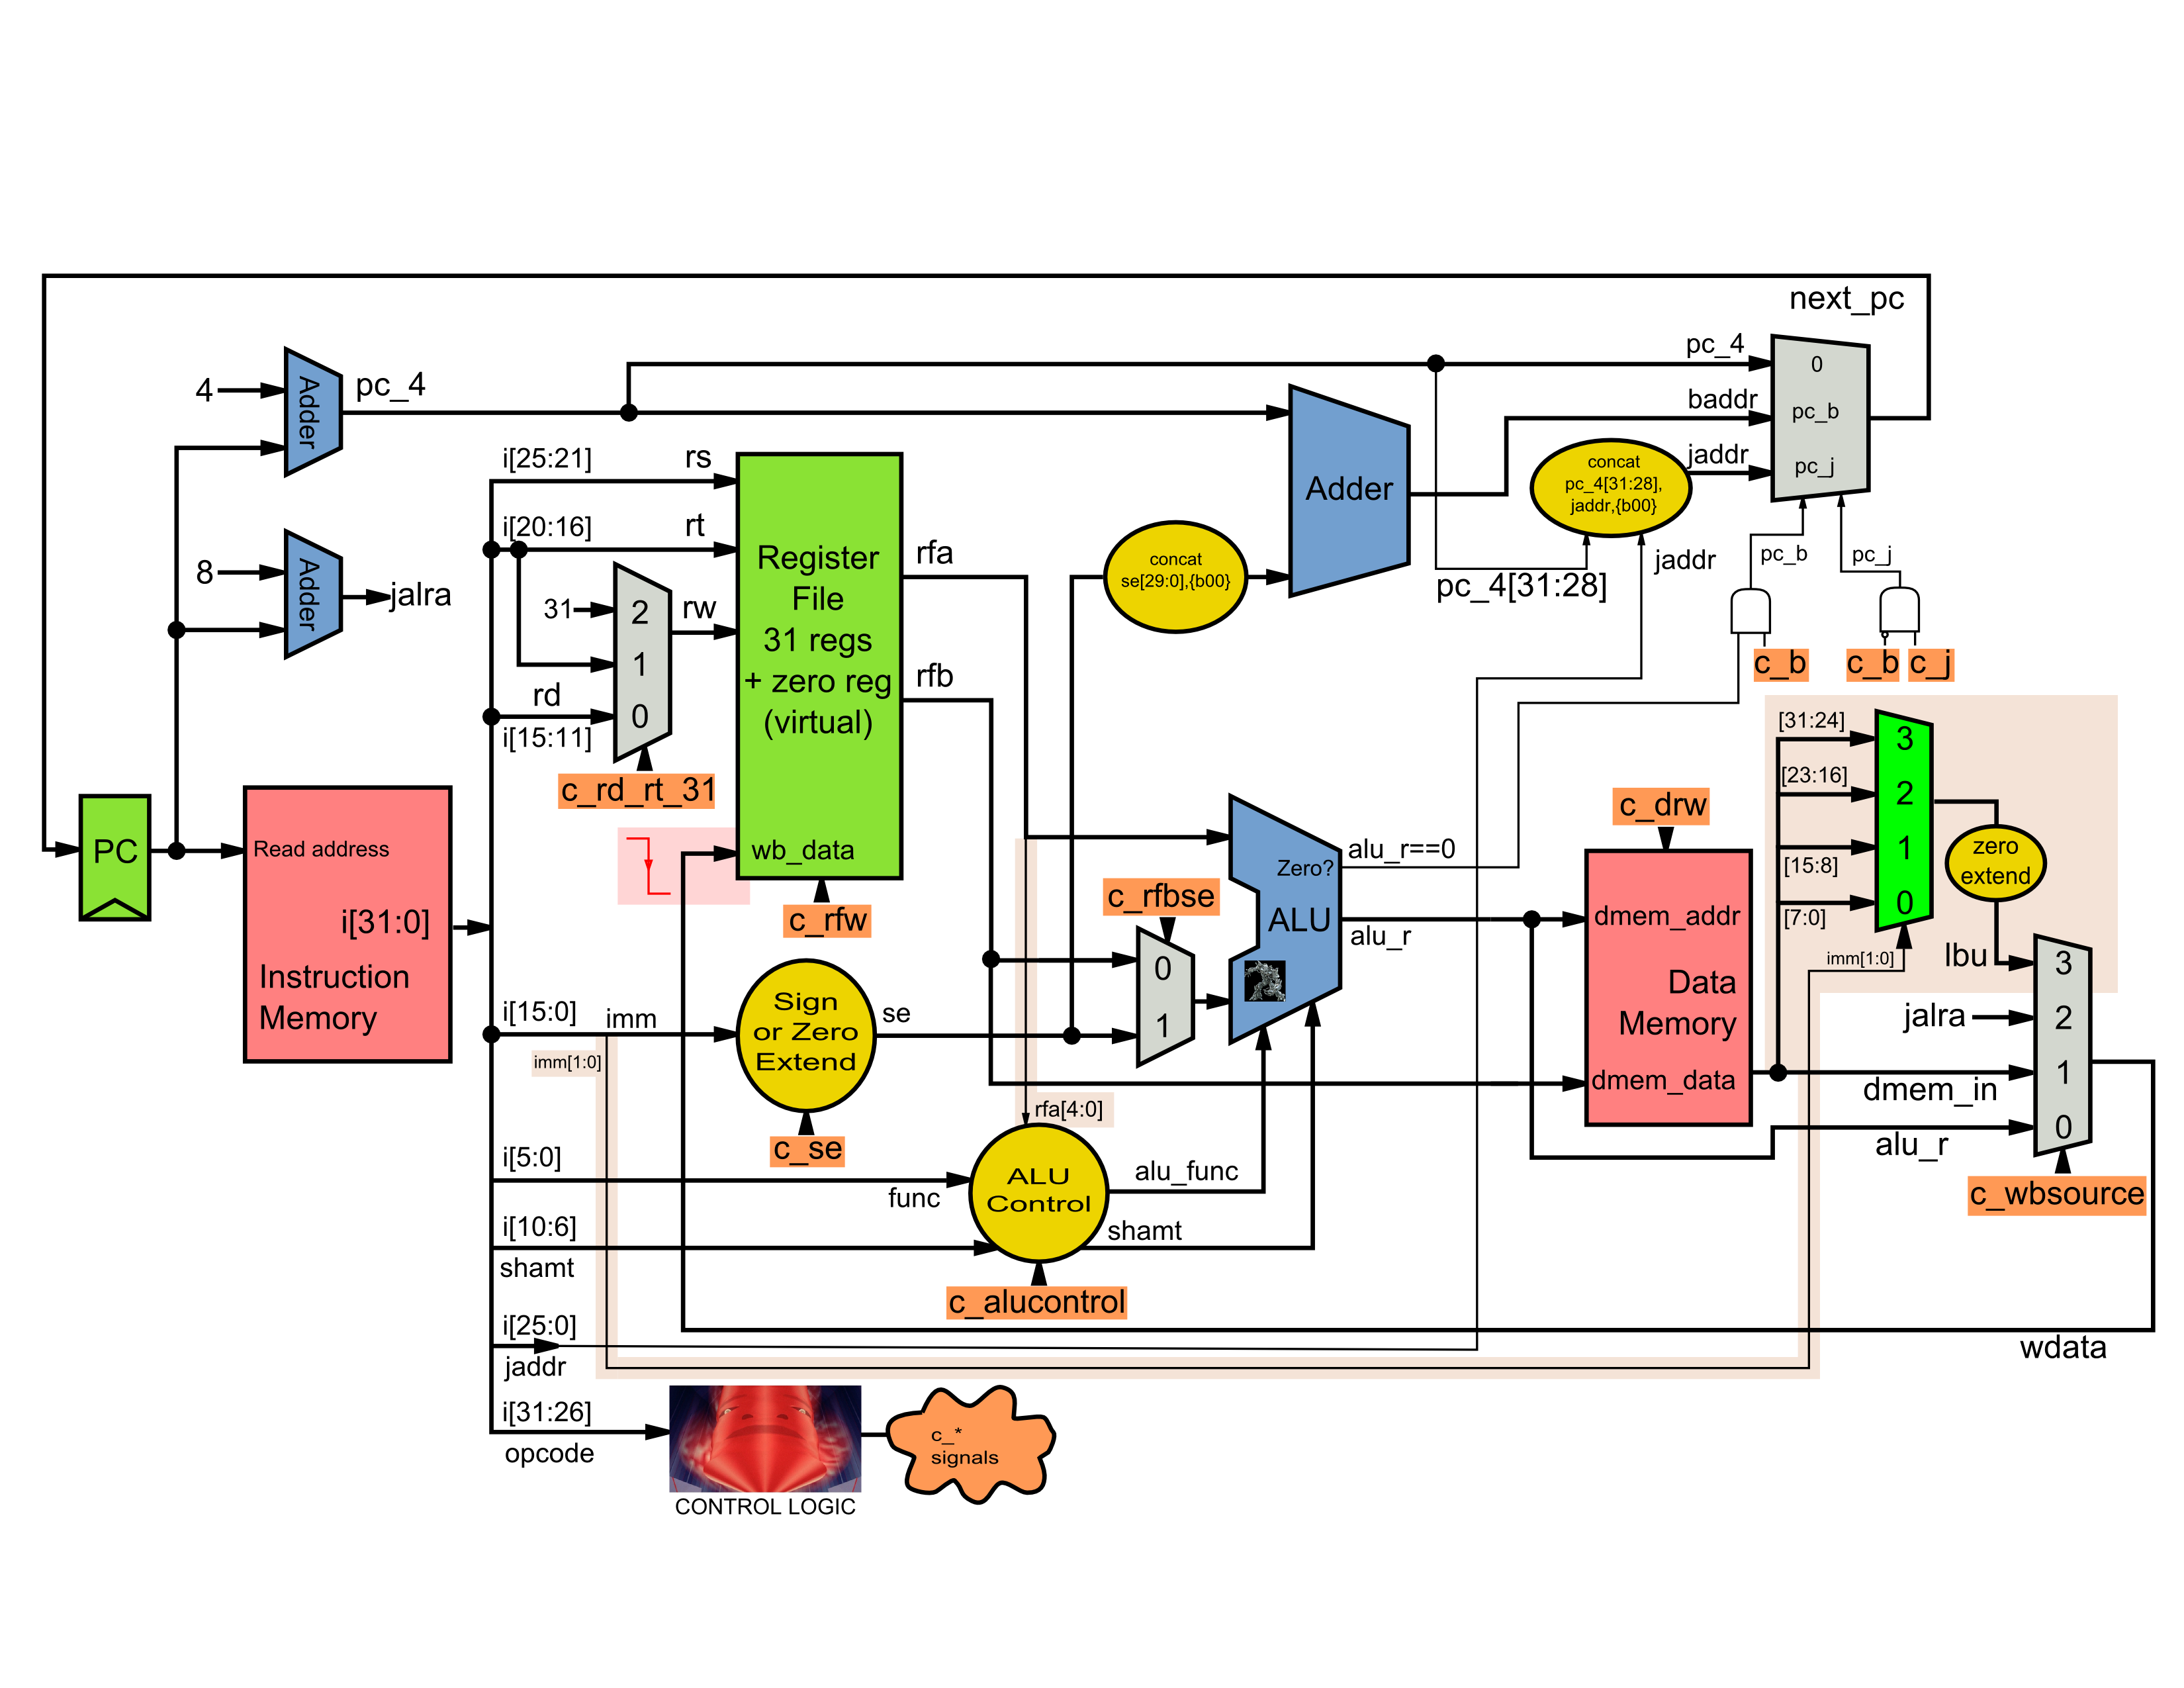 next_pc
pc_4
0
4
Adder
pc_4
baddr
pc_b
jaddr
pc_j
concat
pc_4[31:28],
jaddr,{b00}
i[25:21]
rs
Adder
i[20:16]
rt
8
Adder
jalra
Register
File
31 regs
+ zero reg
(virtual)
rfa
concat
se[29:0],{b00}
pc_4[31:28]
jaddr
pc_b
pc_j
31
2
rw
1
rd
0
i[15:11]
rfb
c_b
c_b
c_j
c_rd_rt_31
[31:24]
3
[23:16]
2
1
[15:8]
0
[7:0]
zero
extend
c_drw
PC
Read address
i[31:0]
Instruction
Memory
wb_data
c_rfw
c_rfbse
Zero?
ALU
alu_r==0
alu_r
dmem_addr
Data
Memory
dmem_data
imm[1:0]
lbu
3
jalra
2
1
dmem_in
0
alu_r
c_wbsource
0
1
i[15:0]
imm
Sign
or Zero
Extend
se
imm[1:0]
c_se
rfa[4:0]
i[5:0]
func
ALU
Control
alu_func
i[10:6]
shamt
shamt
c_alucontrol
i[25:0]
jaddr
wdata
i[31:26]
opcode
c_*
signals
CONTROL LOGIC